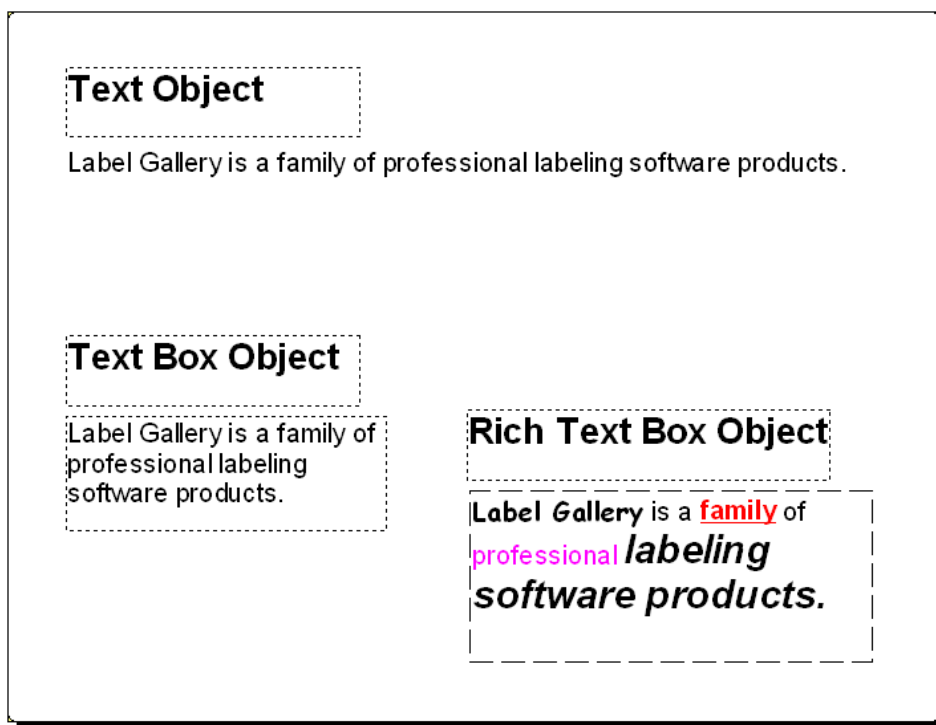 Text Object
Label Gallery is a family of professional labeling software products.
Text Box Object
Label Gallery is a family of
professional labeling
software products.
Rich Text Box Object
Label Gallery is a family of
professional labeling
software products.